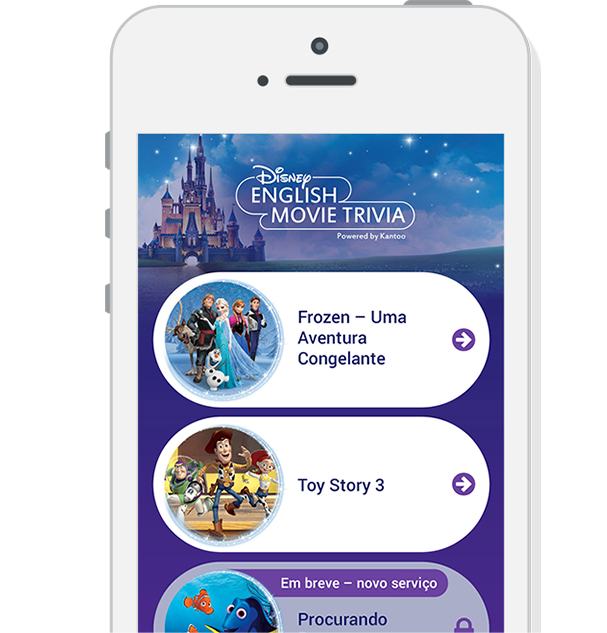 Disney
ENGLISH
MOVIE TRIVIA
Powered by Kantoo
Frozen – Uma
Aventura
Congelante
Toy Story 3
Em breve – novo serviço
Procurando